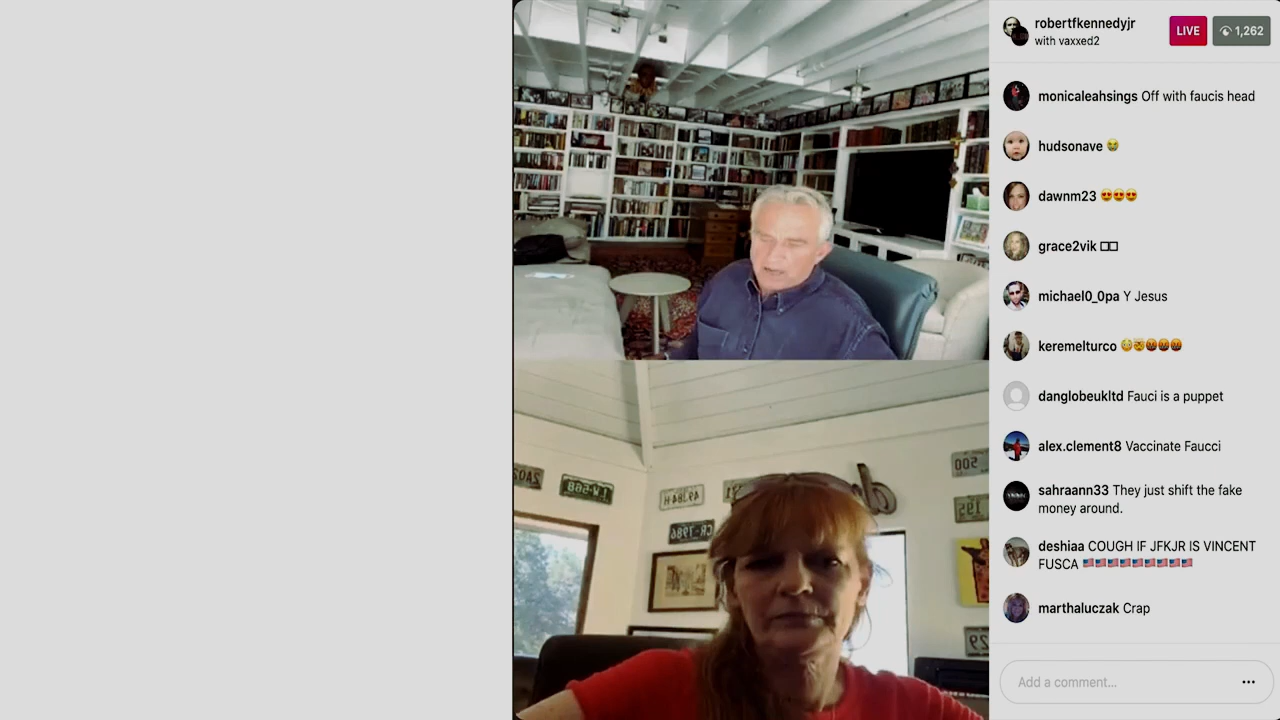 robertfkennedyjr
with vaxxed2
LIVE
1,262
monicaleahsings Off with faucis head
hudsonave 😭
dawnm23 😍😍😍
grace2vik
michael0_0pa Y Jesus
keremelturco 😳🤯🤬🤬🤬
danglobeukltd Fauci is a puppet
alex.clement8 Vaccinate Faucci
sahraann33 They just shift the fake
money around.
deshiaa COUGH IF JFKJR IS VINCENT
FUSCA 🇺🇸🇺🇸🇺🇸🇺🇸🇺🇸🇺🇸🇺🇸🇺🇸🇺🇸
marthaluczak Crap
Add a comment...